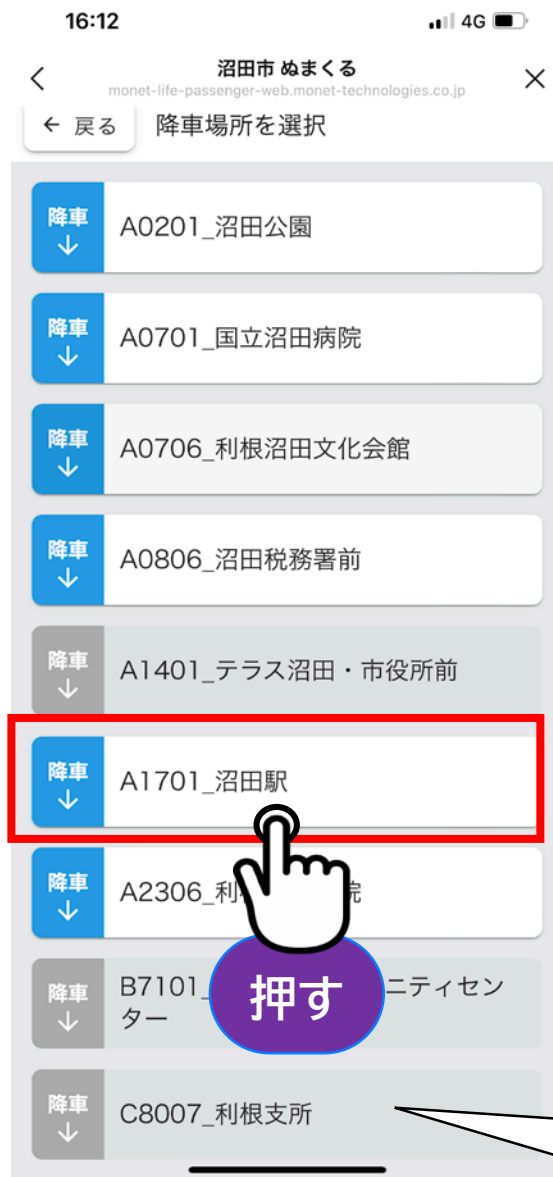 16:12
4G
沼田市 ぬまくる
monet-life-passenger-web.monet-technologies.co.jp
← 戻る 降車場所を選択
降車
↓
A0201_沼田公園
降車
↓
A0701_国立沼田病院
降車
↓
A0706_利根沼田文化会館
降車
↓
A0806_沼田税務署前
降車
↓
A1401_テラス沼田・市役所前
降車
↓
A1701_沼田駅
降車
↓
A2306_利 院
降車
↓
B7101_ ニティセン
ター
押す
降車
↓
C8007_利根支所